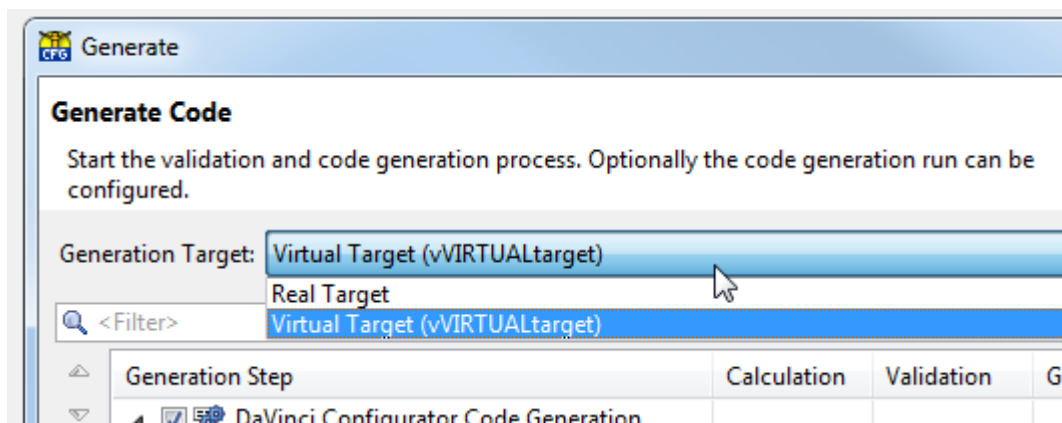 CFG Generate
Generate Code
Start the validation and code generation process. Optionally the code generation run can be
configured.
Generation Target: Virtual Target (vVIRTUALtarget)
Real Target
<Filter> Virtual Target (vVIRTUALtarget)
Generation Step Calculation Validation G
DaVinci Configurator Code Generation